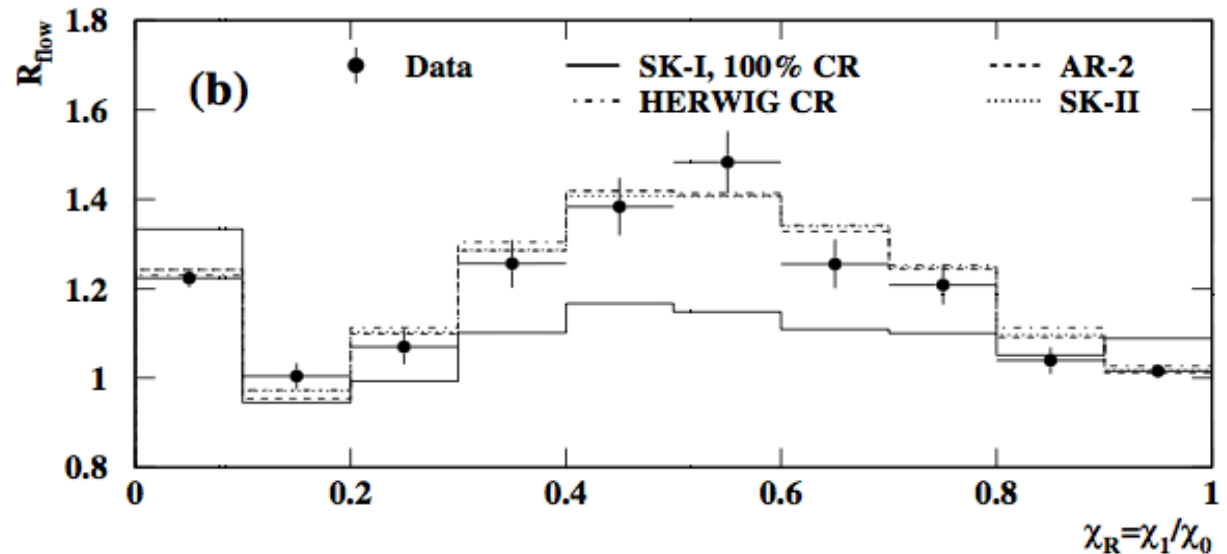 R_flow
1.8
1.6
1.4
1.2
1
0.8
(b)
Data
SK-I, 100% CR
AR-2
HERWIG CR
SK-II
0 0.2 0.4 0.6 0.8 1
χ_R=χ_1/χ_0